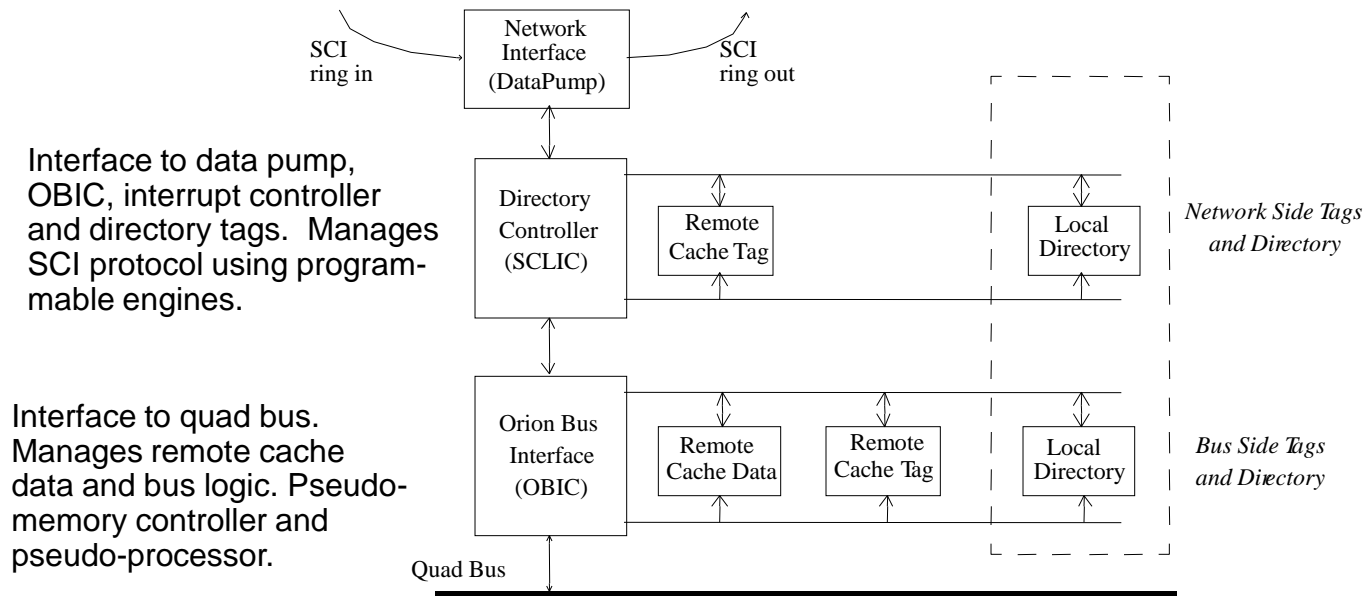 SCI
ring in
Network
Interface
(DataPump)
SCI
ring out
Interface to data pump,
OBIC, interrupt controller
and directory tags. Manages
SCI protocol using program-
mable engines.
Directory
Controller
(SCLIC)
Remote
Cache Tag
Local
Directory
Network Side Tags
and Directory
Interface to quad bus.
Manages remote cache
data and bus logic. Pseudo-
memory controller and
pseudo-processor.
Orion Bus
Interface
(OBIC)
Remote
Cache Data
Remote
Cache Tag
Local
Directory
Bus Side Tags
and Directory
Quad Bus